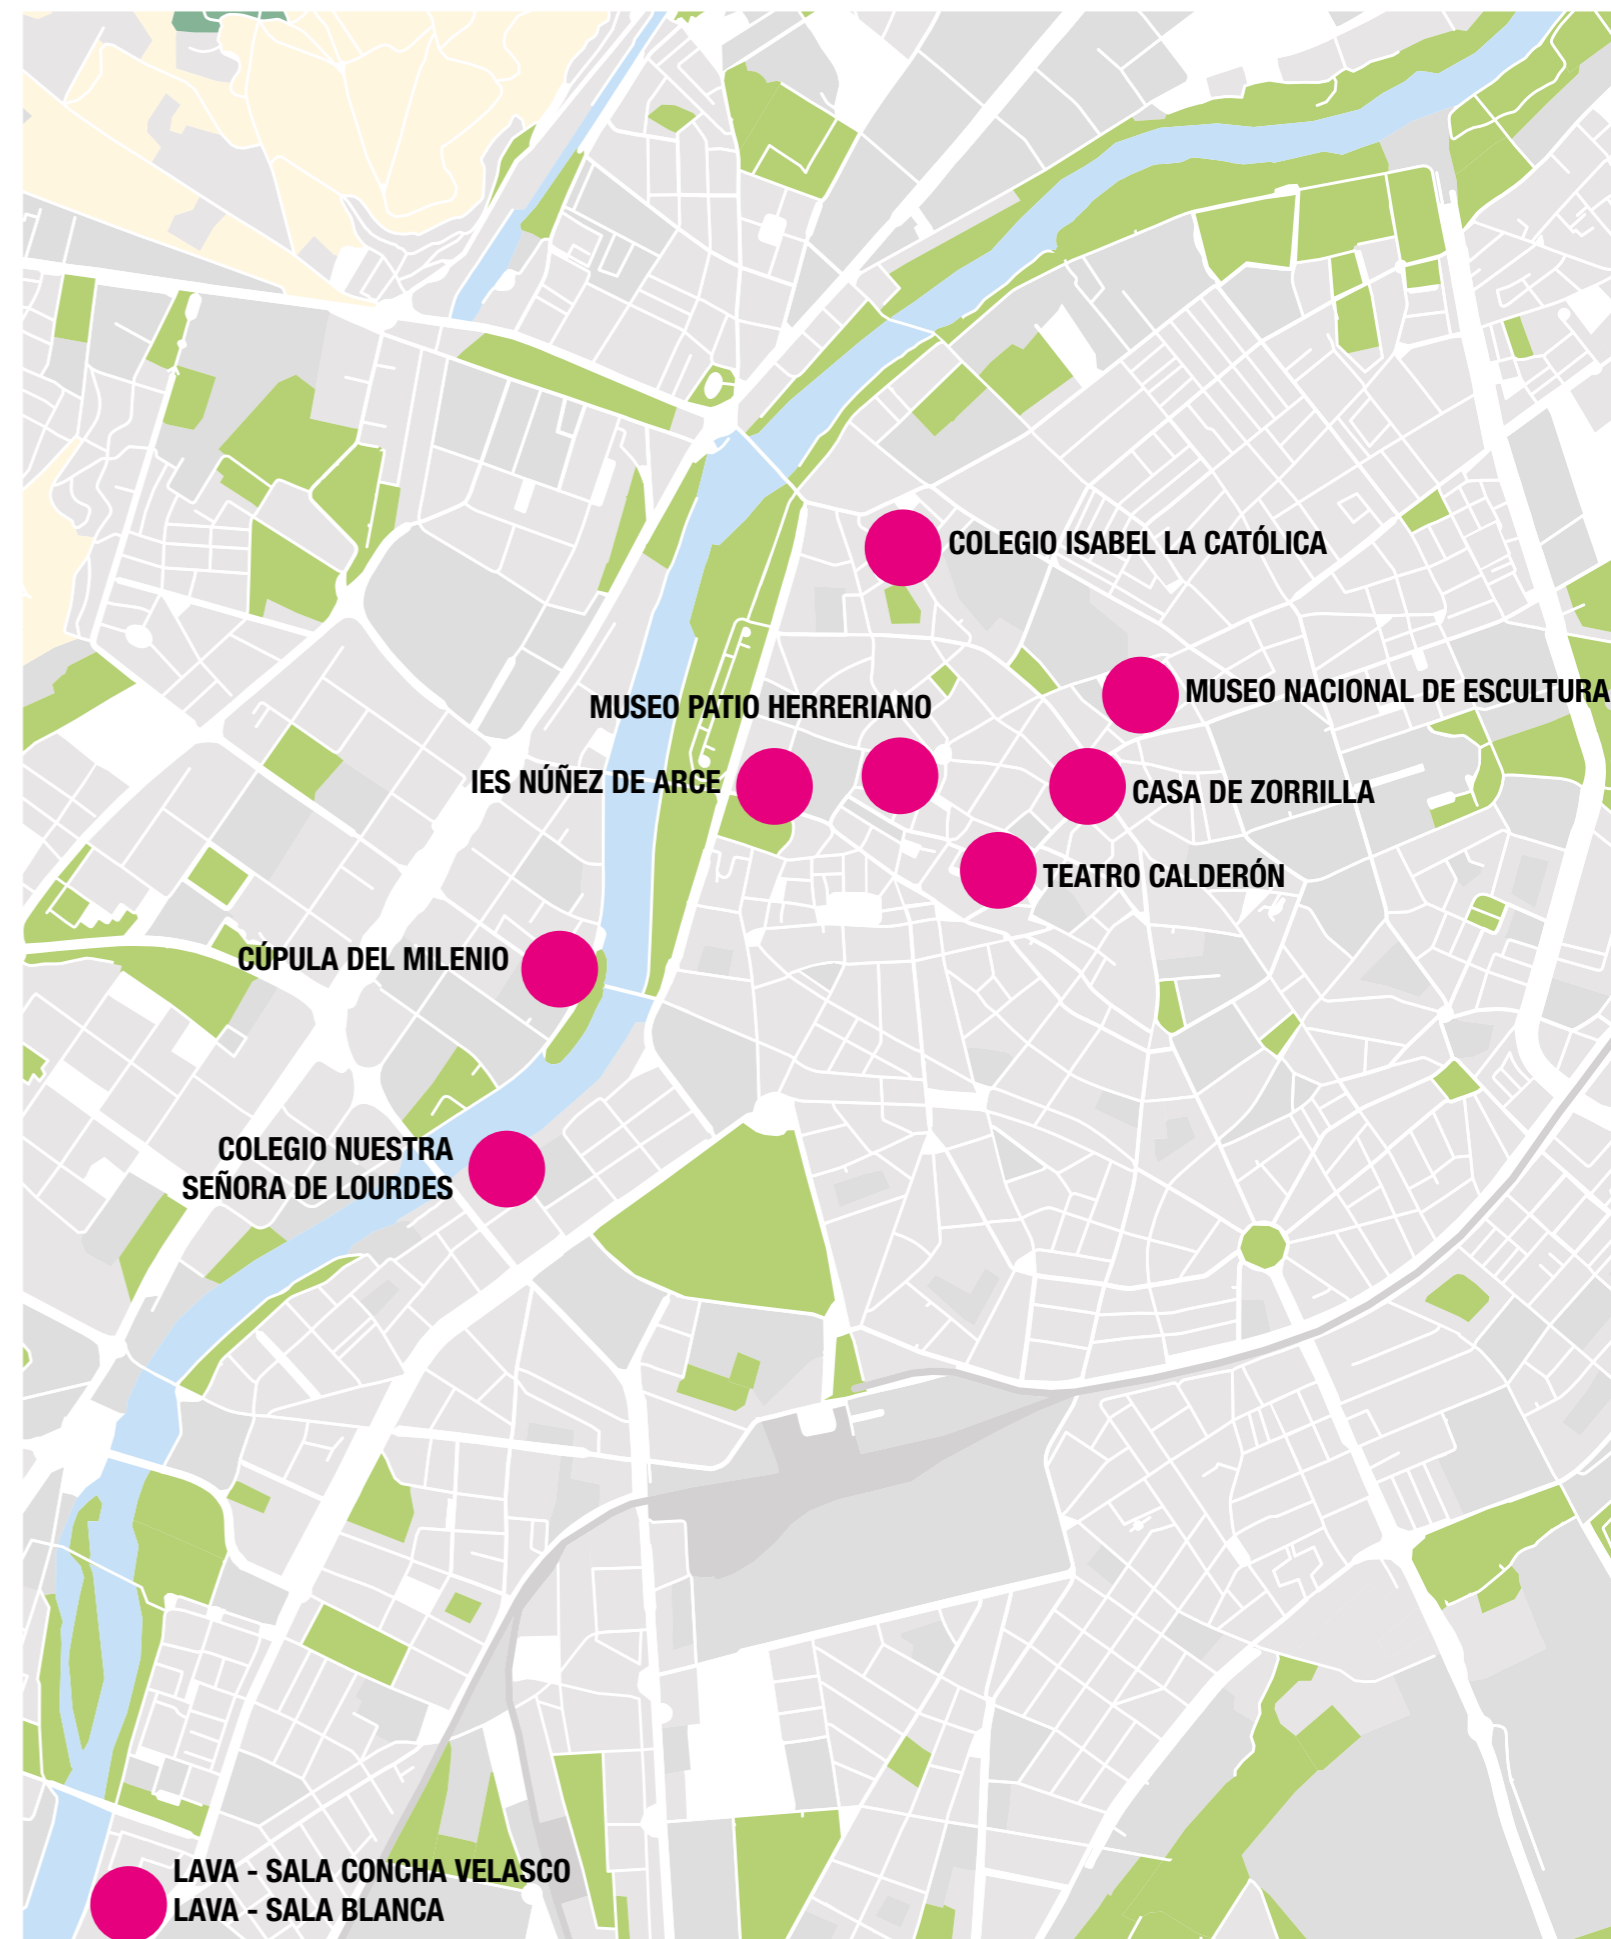 COLEGIO ISABEL LA CATÓLICA
MUSEO NACIONAL DE ESCULTURA
MUSEO PATIO HERRERIANO
IES NÚÑEZ DE ARCE
CASA DE ZORRILLA
TEATRO CALDERÓN
CÚPULA DEL MILENIO
COLEGIO NUESTRA
SEÑORA DE LOURDES
LAVA - SALA CONCHA VELASCO
LAVA - SALA BLANCA